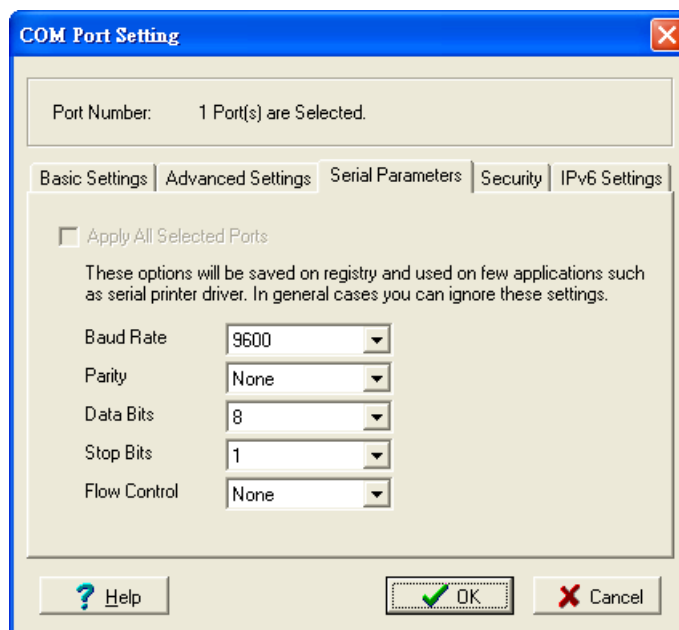 COM Port Setting
Port Number: 1 Port(s) are Selected.
Basic Settings Advanced Settings Serial Parameters Security IPv6 Settings
Apply All Selected Ports
These options will be saved on registry and used on few applications such
as serial printer driver. In general cases you can ignore these settings.
Baud Rate 9600
Parity None
Data Bits 8
Stop Bits 1
Flow Control None
? Help OK Cancel